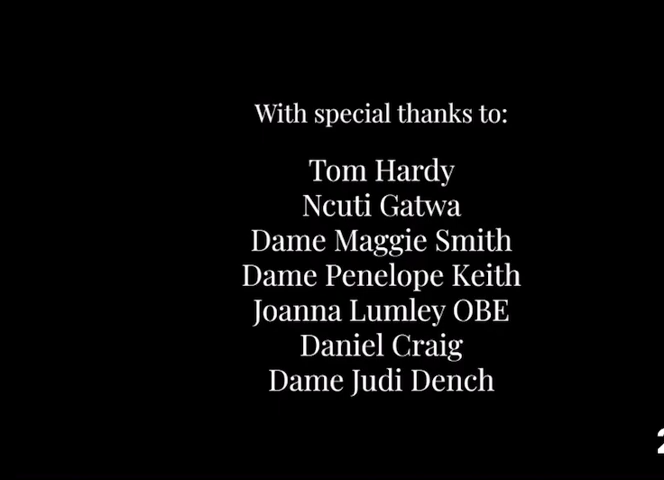 With special thanks to:
Tom Hardy
Ncuti Gatwa
Dame Maggie Smith
Dame Penelope Keith
Joanna Lumley OBE
Daniel Craig
Dame Judi Dench